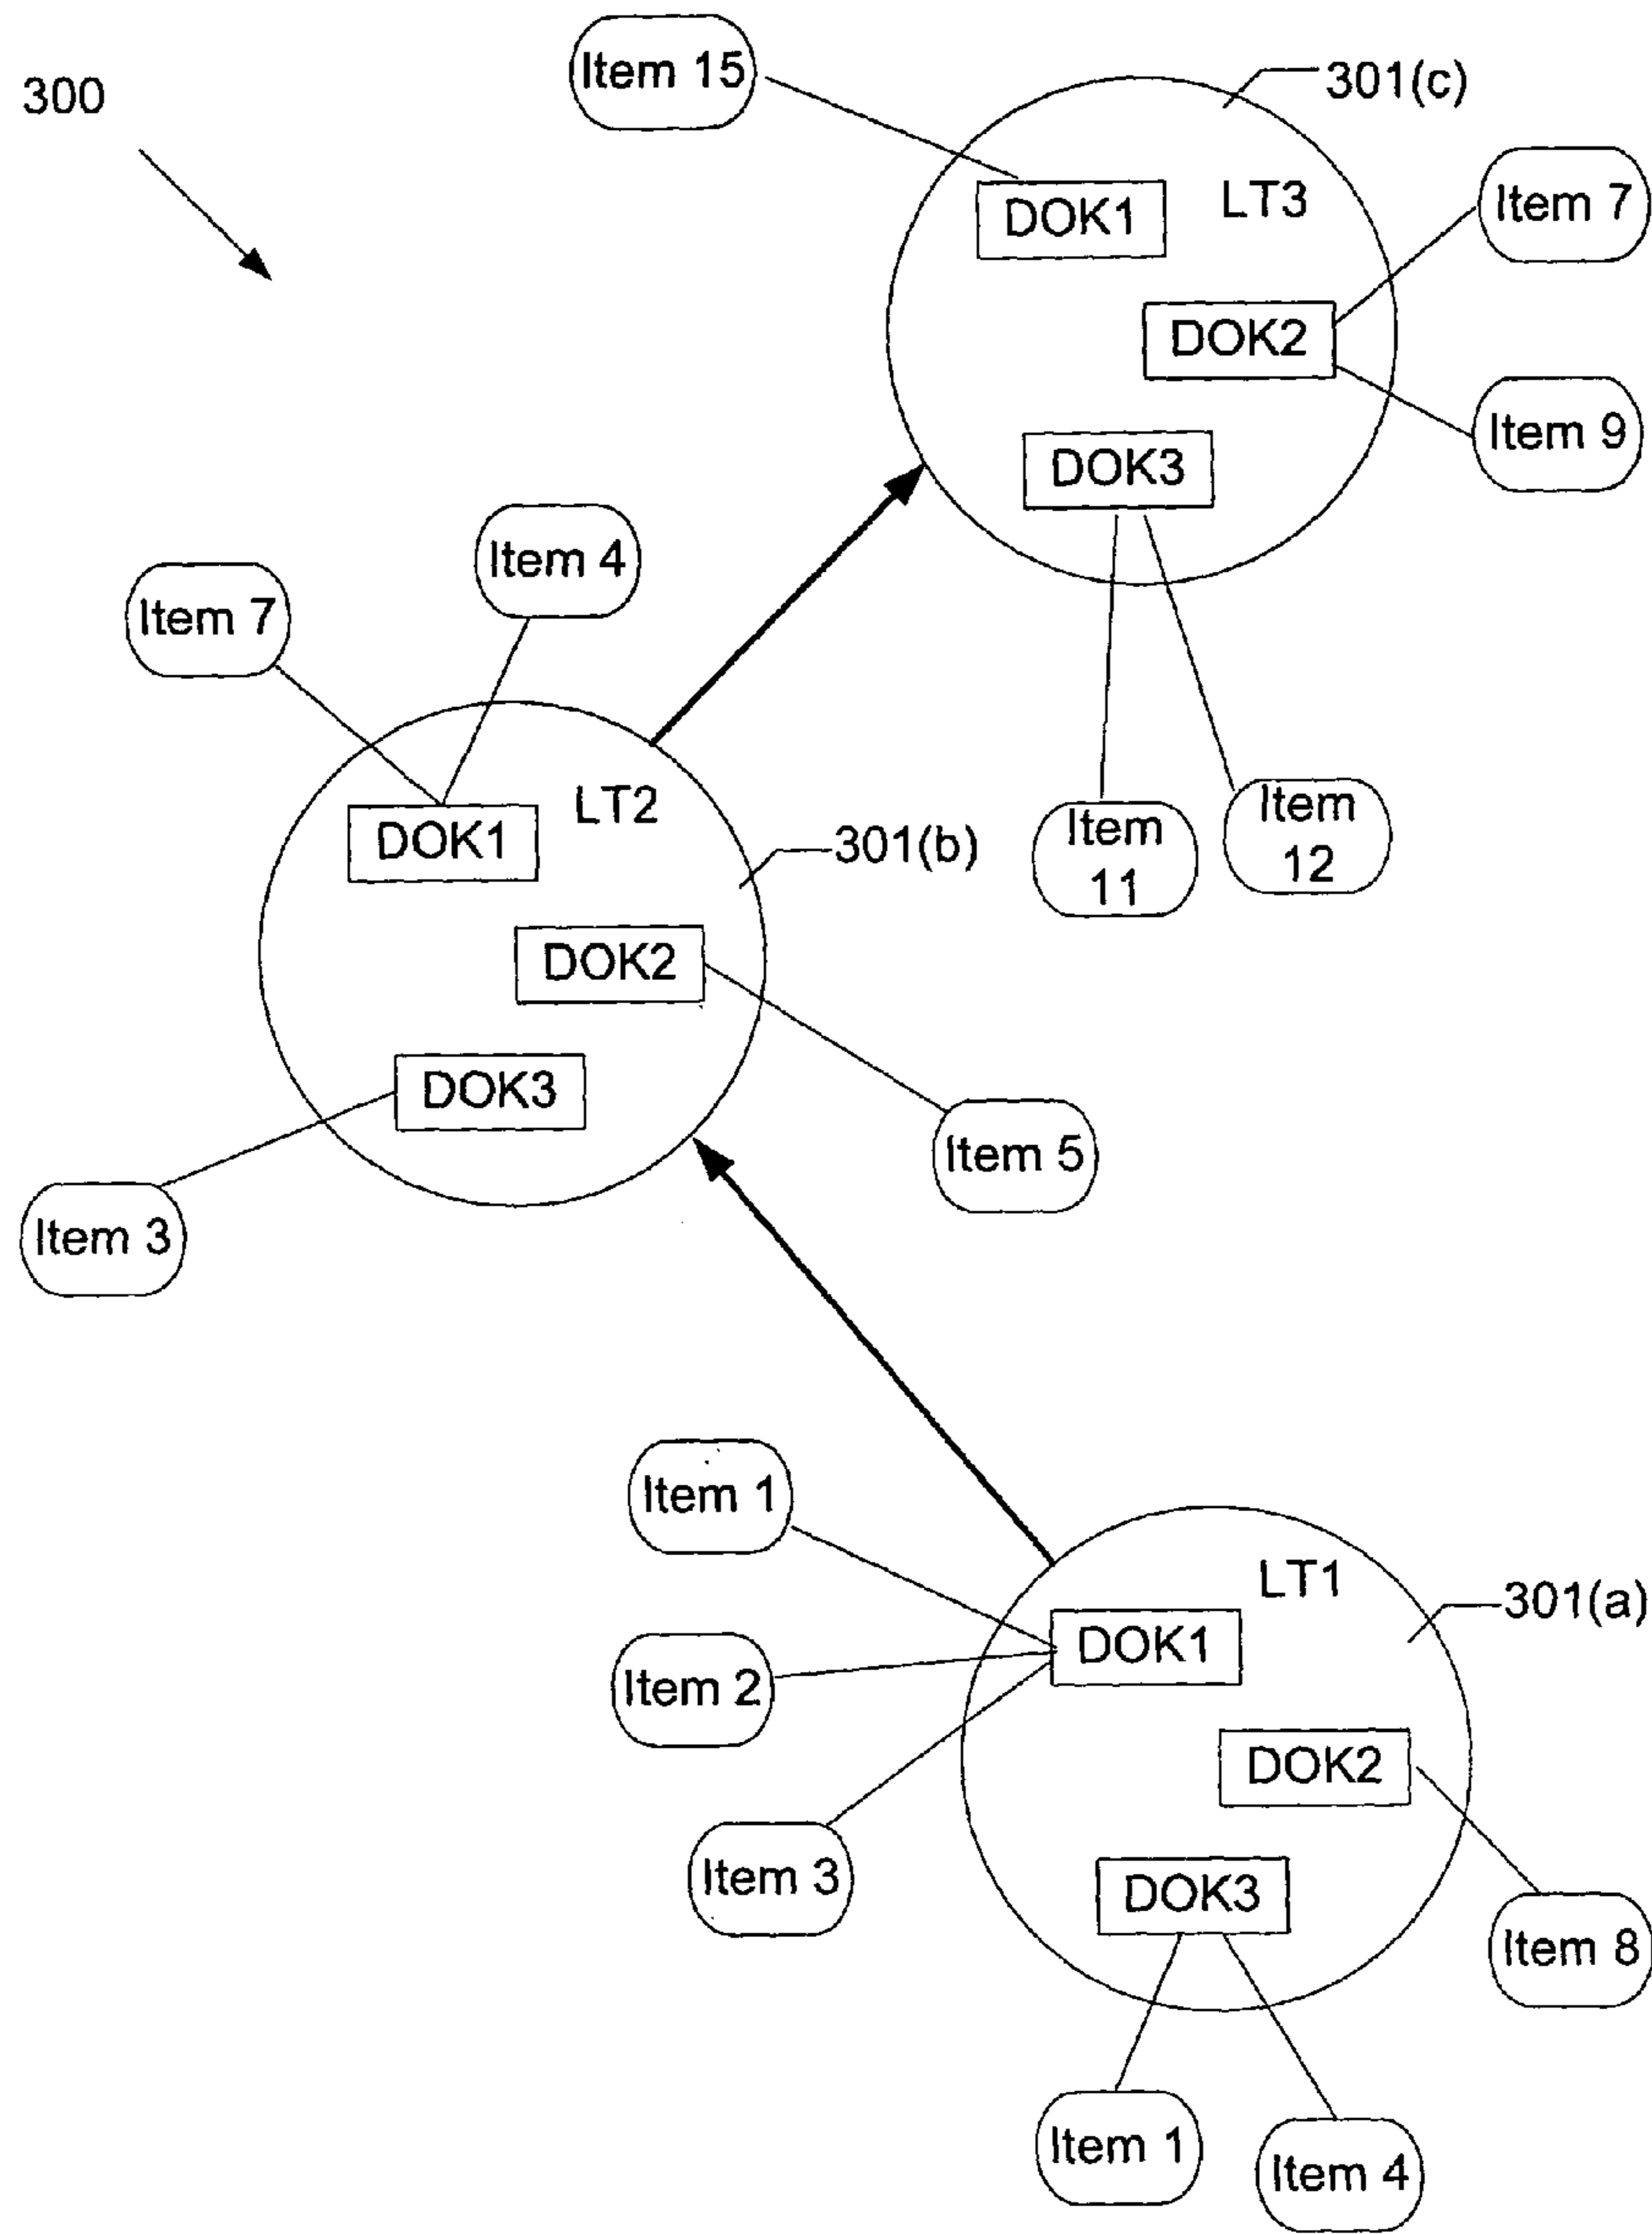 Item 15
301(c)
300
Item 7
LT3
DOK1
DOK2
Item 9
DOK3
Item 4
Item 7
Item
12
Item
11
LT2
DOK1
301(b)
DOK2
DOK3
Item 5
Item 3
Item 1
LT1
301(a)
DOK1
Item 2
DOK2
Item 3
DOK3
Item 8
Item 1
Item 4